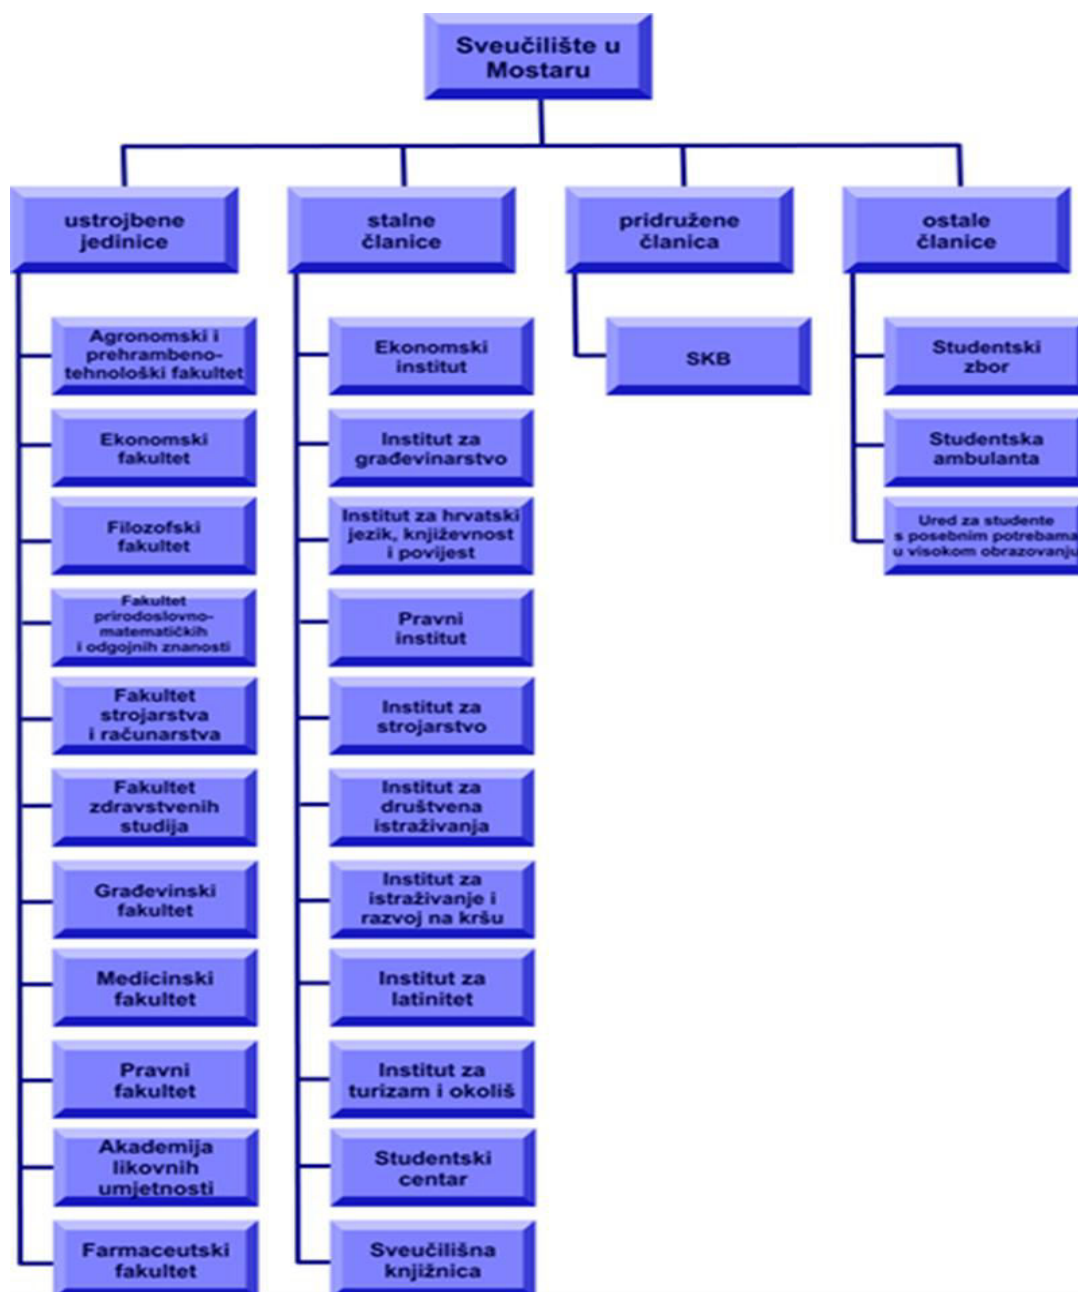 Sveučilište u
Mostaru
ustrojbene
jedinice
stalne
članice
pridružene
članica
ostale
članice
Agronomski i
prehrambeno-
tehnološki fakultet
Ekonomski
fakultet
Filozofski
fakultet
Fakultet
prirodoslovno-
matematičkih
i odgojnih znanosti
Fakultet
strojarstva
i računarstva
Fakultet
zdravstvenih
studija
Građevinski
fakultet
Medicinski
fakultet
Pravni
fakultet
Akademija
likovnih
umjetnosti
Farmaceutski
fakultet
Ekonomski
institut
Institut za
građevinarstvo
Institut za hrvatski
jezik, književnost
i povijest
Pravni
institut
Institut za
strojarstvo
Institut za
društvena
istraživanja
Institut za
istraživanje i
razvoj na kršu
Institut za
latinitet
Institut za
turizam i okoliš
Studentski
centar
Sveučilišna
knjižnica
SKB
Studentski
zbor
Studentska
ambulanta
Ured za studente
s posebnim potrebama
u visokom obrazovanju